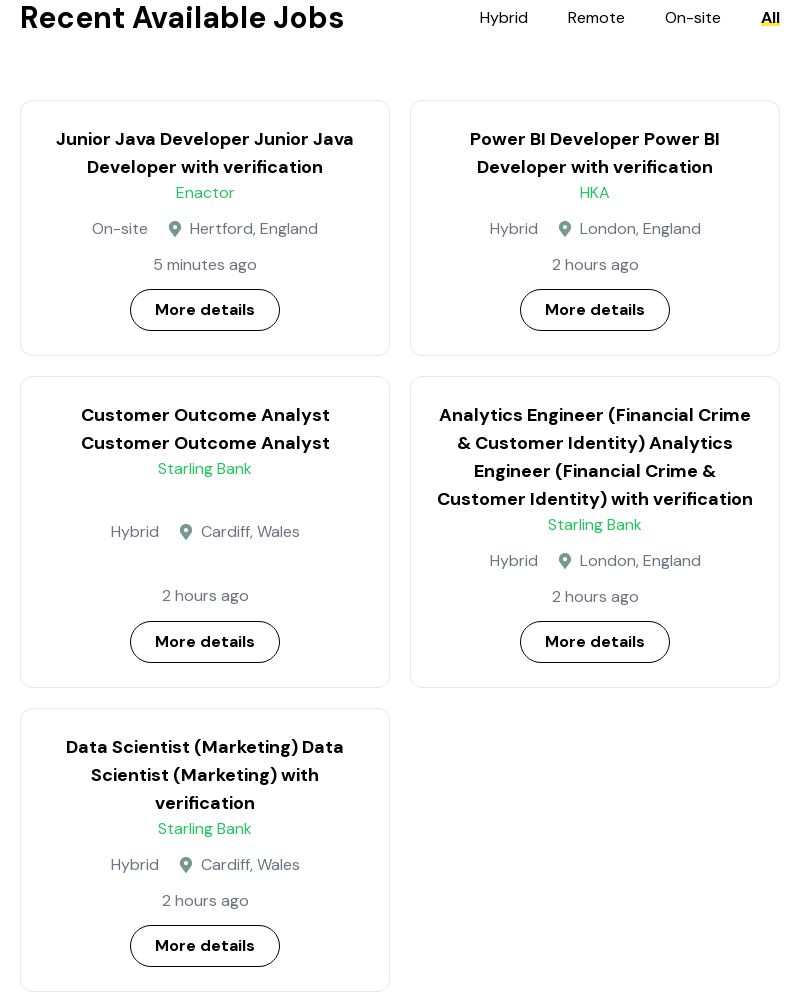 Recent Available Jobs
Hybrid
Remote
On-site
All
Junior Java Developer Junior Java
Developer with verification
Enactor
On-site
Hertford, England
5 minutes ago
More details
Power BI Developer Power BI
Developer with verification
HKA
Hybrid
London, England
2 hours ago
More details
Customer Outcome Analyst
Customer Outcome Analyst
Starling Bank
Hybrid
Cardiff, Wales
2 hours ago
More details
Analytics Engineer (Financial Crime
& Customer Identity) Analytics
Engineer (Financial Crime &
Customer Identity) with verification
Starling Bank
Hybrid
London, England
2 hours ago
More details
Data Scientist (Marketing) Data
Scientist (Marketing) with
verification
Starling Bank
Hybrid
Cardiff, Wales
2 hours ago
More details